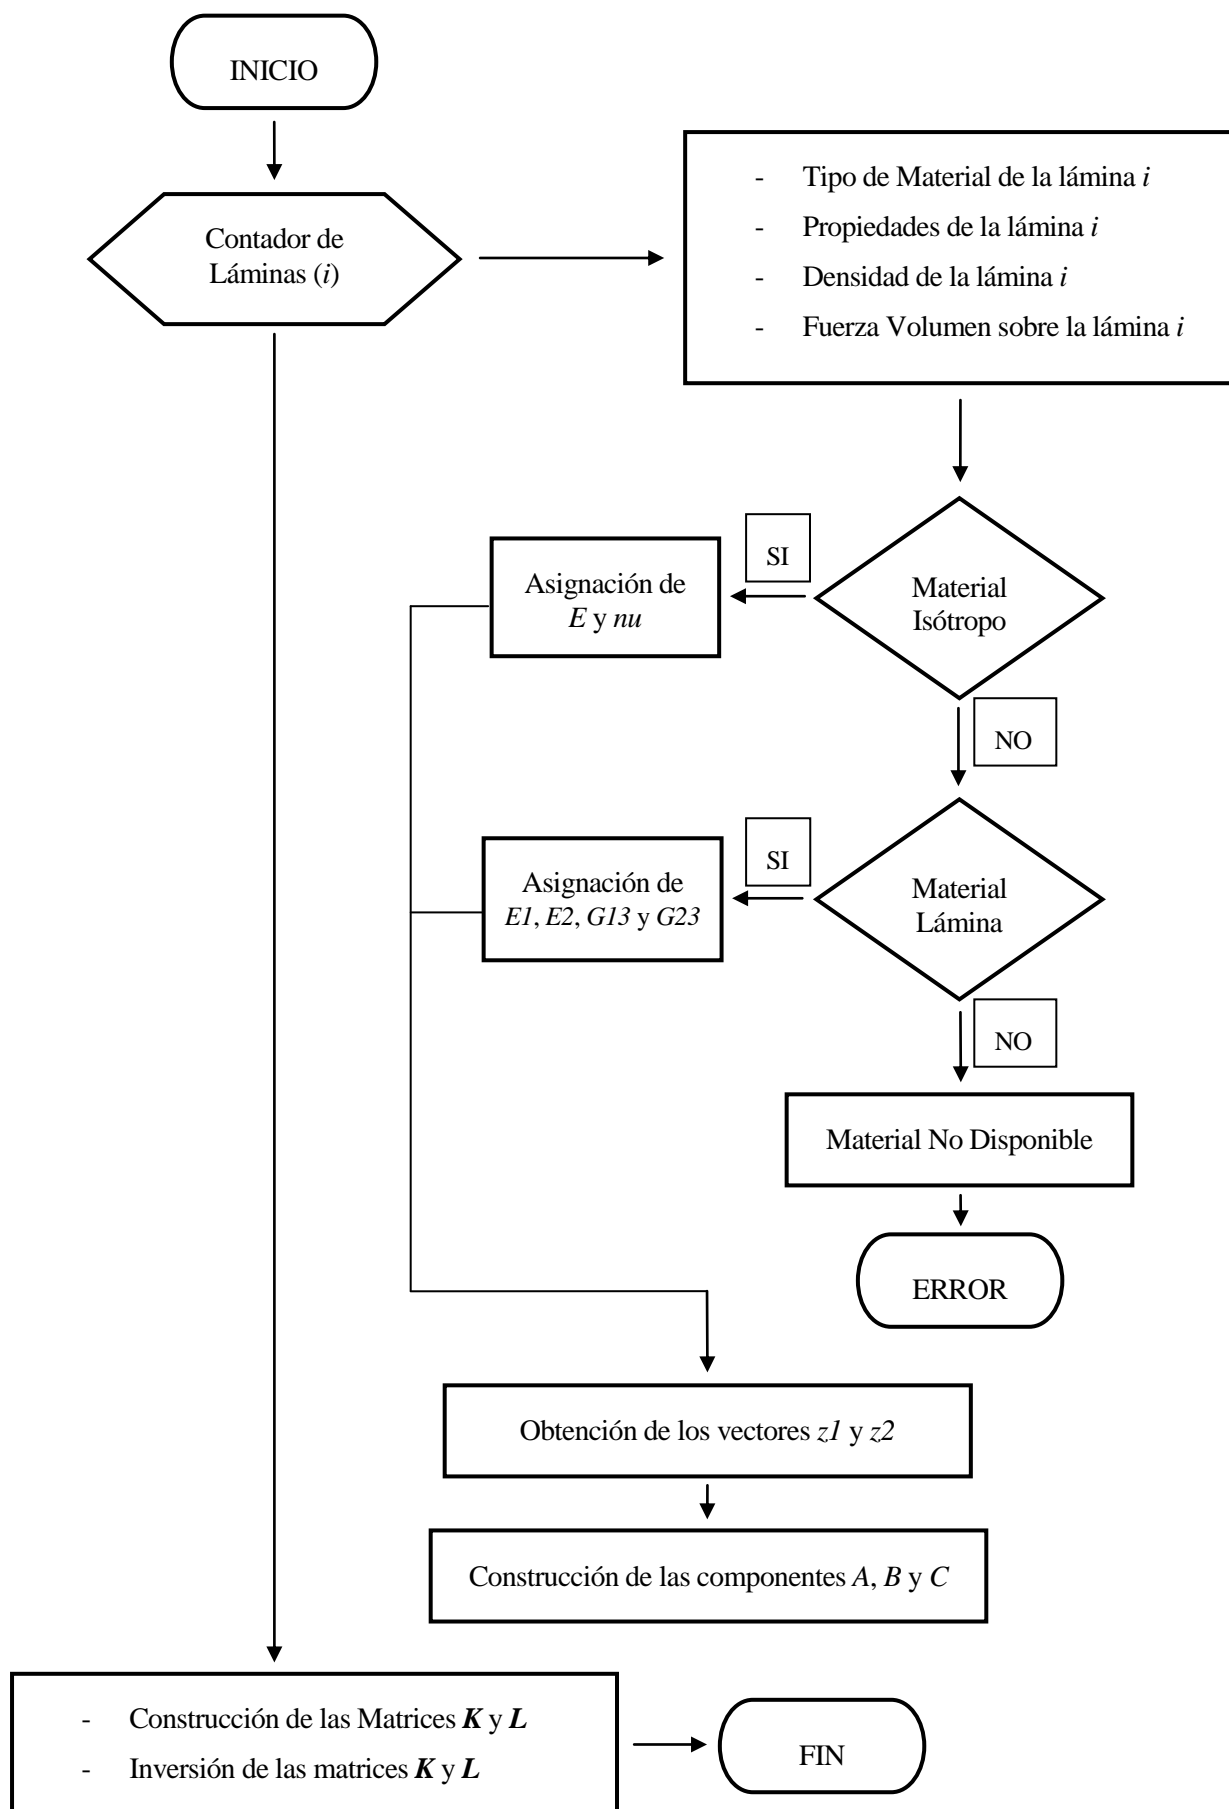 INICIO
Contador de
Láminas (i)
- Tipo de Material de la lámina i
- Propiedades de la lámina i
- Densidad de la lámina i
- Fuerza Volumen sobre la lámina i
Material
Isótropo
SI
Asignación de
E y nu
NO
Material
Lámina
SI
Asignación de
E1, E2, G13 y G23
NO
Material No Disponible
ERROR
Obtención de los vectores z1 y z2
Construcción de las componentes A, B y C
- Construcción de las Matrices K y L
- Inversión de las matrices K y L
FIN